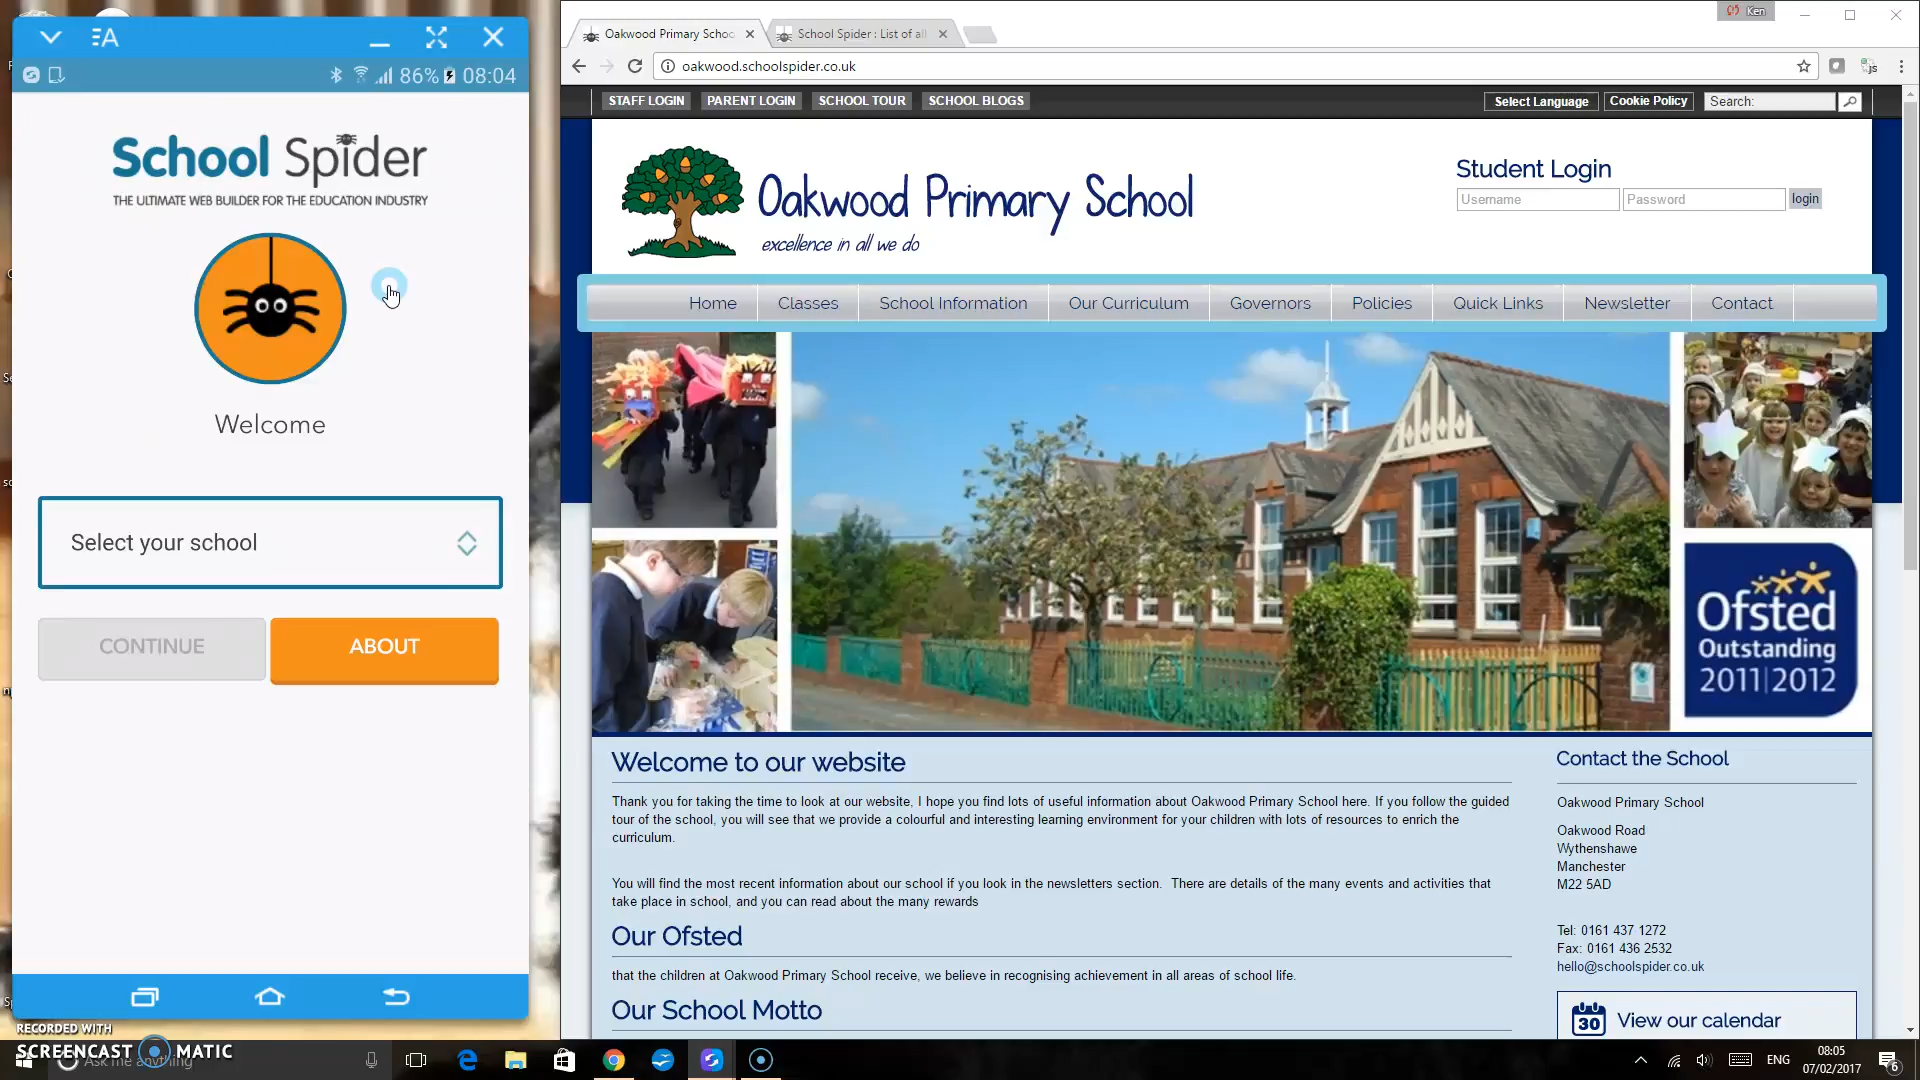 86% 08:04
School Spider
THE ULTIMATE WEB BUILDER FOR THE EDUCATION INDUSTRY
Welcome
Select your school
CONTINUE
ABOUT
RECORDED WITH
SCREENCAST MATIC
Ask me anything
Ken
Oakwood Primary Schoo
School Spider : List of al
oakwood.schoolspider.co.uk
STAFF LOGIN PARENT LOGIN SCHOOL TOUR SCHOOL BLOGS
Select Language Cookie Policy Search:
Oakwood Primary School
excellence in all we do
Student Login
Username Password login
Home Classes School Information Our Curriculum Governors Policies Quick Links Newsletter Contact
Ofsted
Outstanding
2011|2012
Welcome to our website
Thank you for taking the time to look at our website, I hope you find lots of useful information about Oakwood Primary School here. If you follow the guided
tour of the school, you will see that we provide a colourful and interesting learning environment for your children with lots of resources to enrich the
curriculum.
You will find the most recent information about our school if you look in the newsletters section. There are details of the many events and activities that
take place in school, and you can read about the many rewards
Our Ofsted
that the children at Oakwood Primary School receive, we believe in recognising achievement in all areas of school life.
Our School Motto
Contact the School
Oakwood Primary School
Oakwood Road
Wythenshawe
Manchester
M22 5AD
Tel: 0161 437 1272
Fax: 0161 436 2532
hello@schoolspider.co.uk
30 View our calendar
ENG
08:05
07/02/2017
6